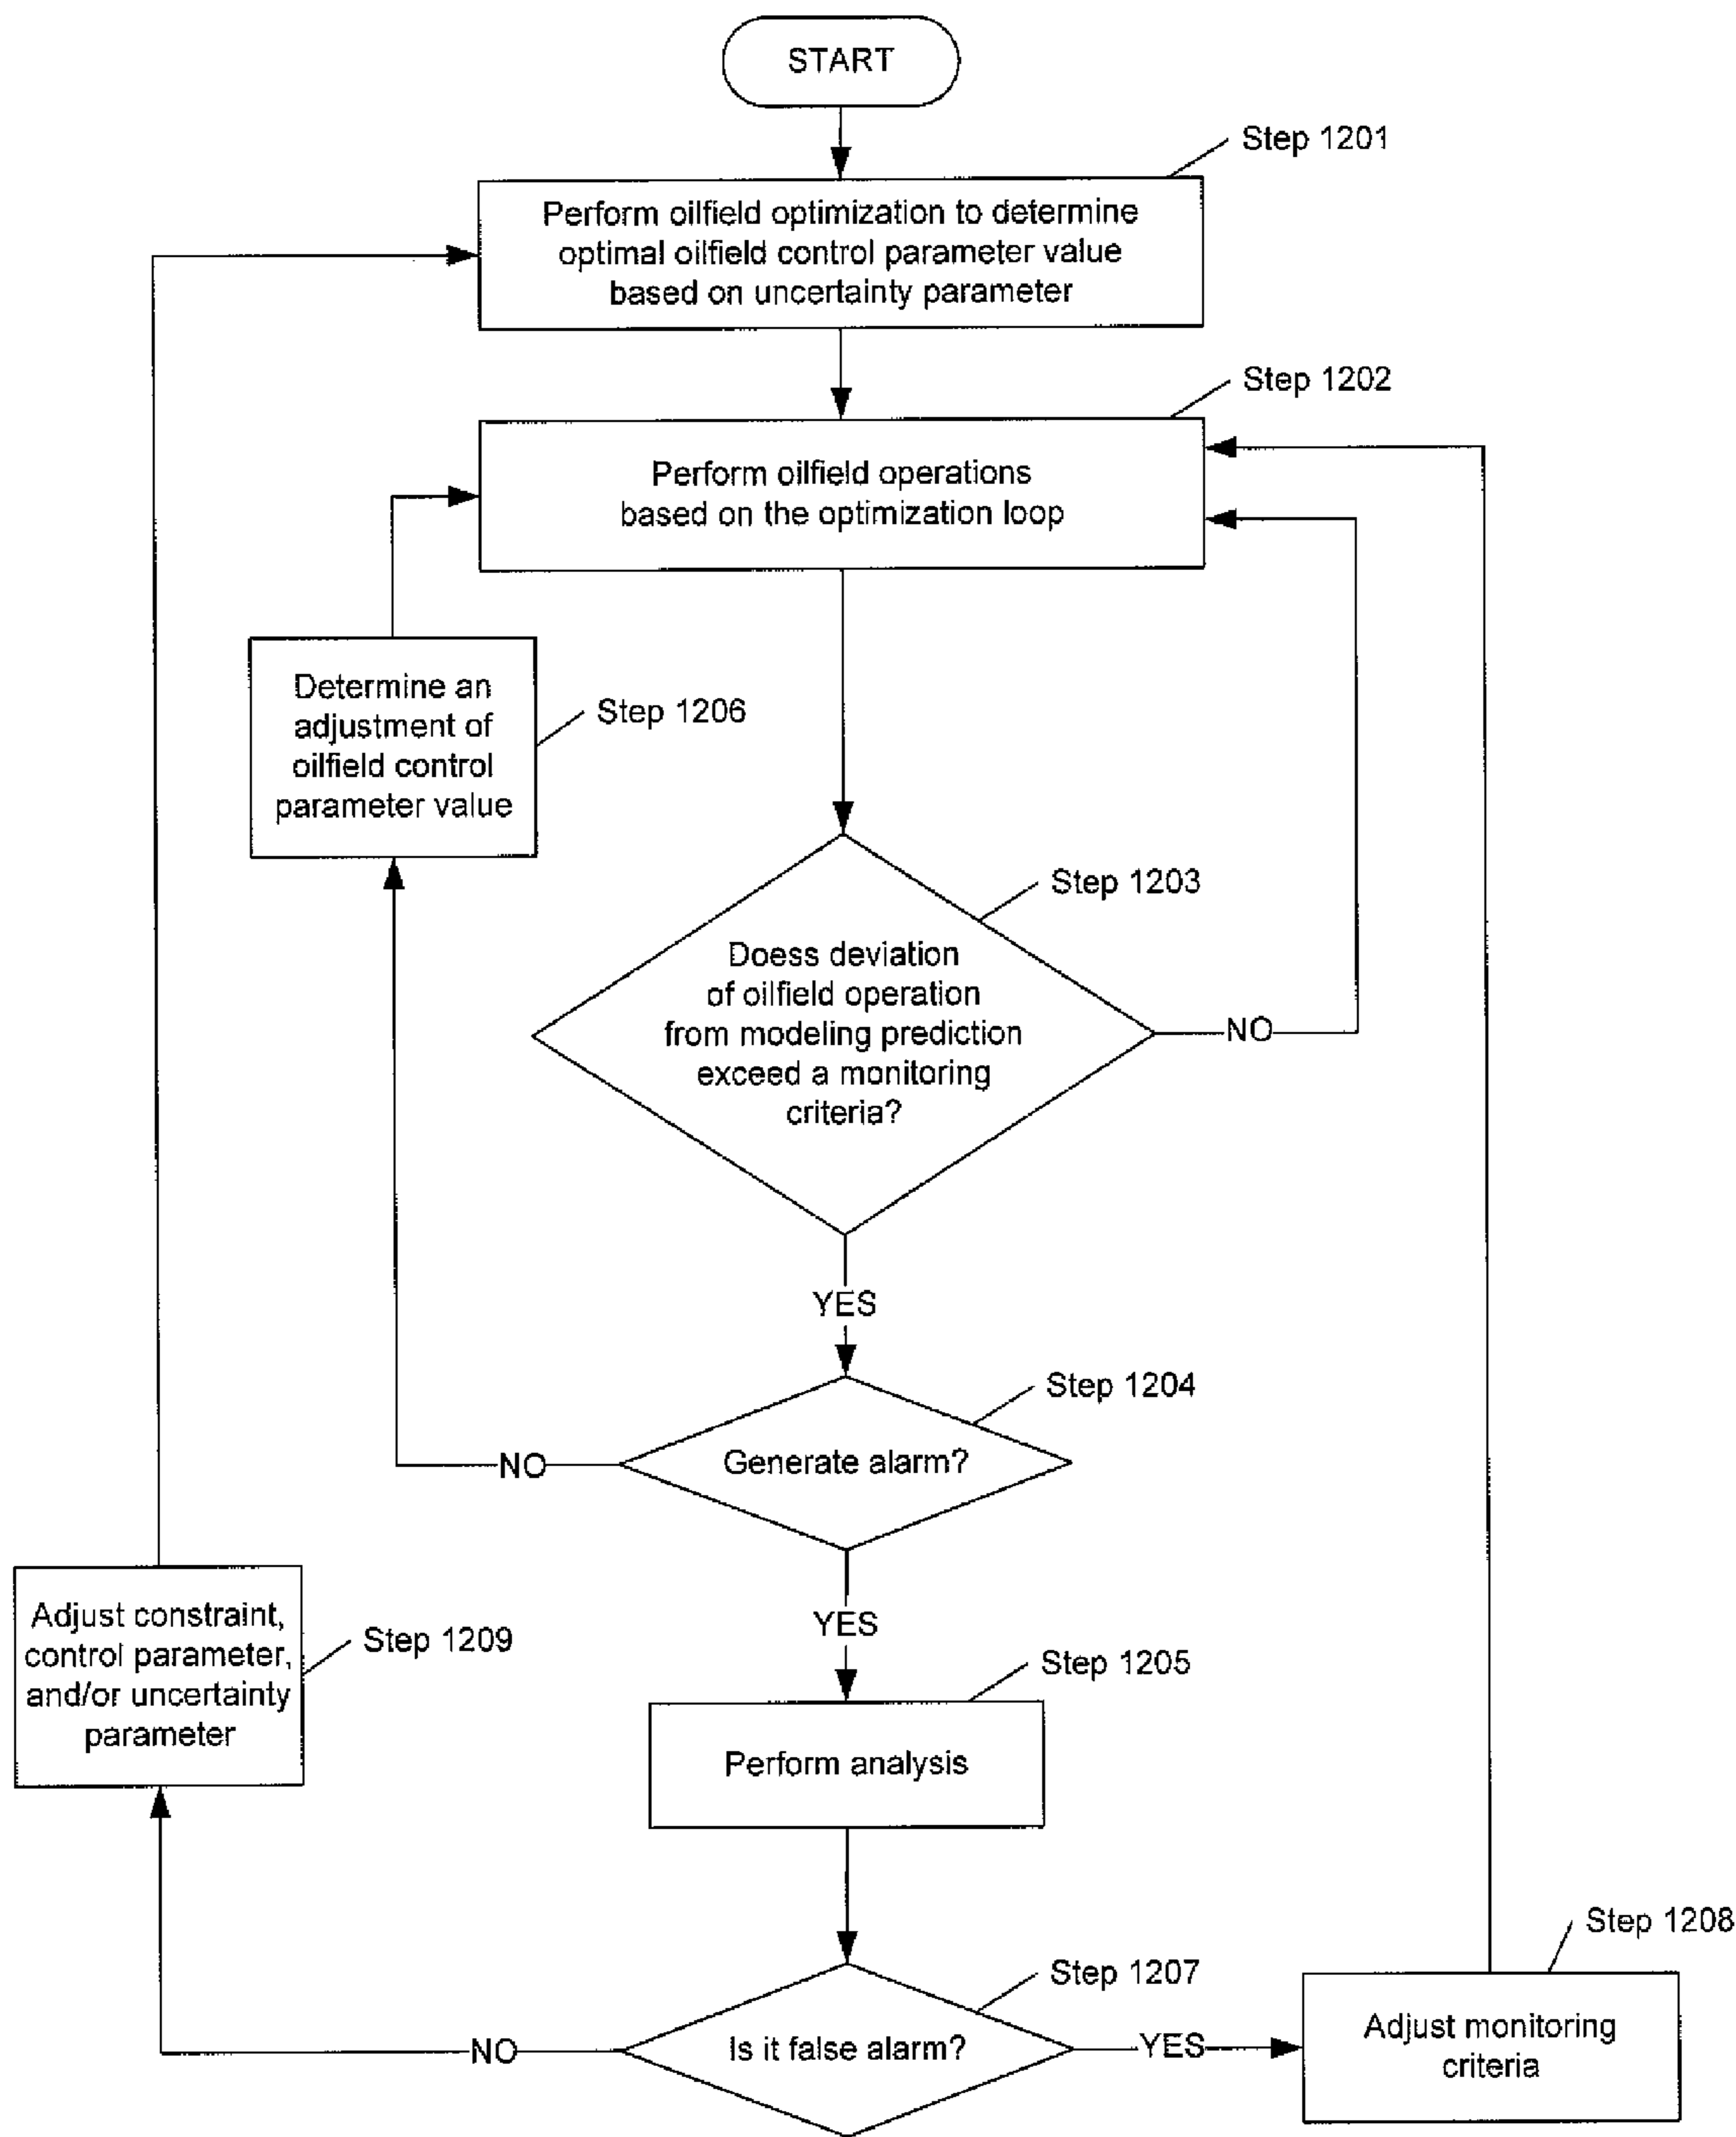 START
Step 1201
Perform oilfield optimization to determine
optimal oilfield control parameter value
based on uncertainty parameter
Step 1202
Perform oilfield operations
based on the optimization loop
Determine an
adjustment of
oilfield control
parameter value
Step 1206
Step 1203
Doess deviation
of oilfield operation
from modeling prediction
exceed a monitoring
criteria?
NO
YES
Step 1204
Generate alarm?
NO
YES
Step 1205
Perform analysis
Adjust constraint,
control parameter,
and/or uncertainty
parameter
Step 1209
Step 1207
Is it false alarm?
NO
YES
Step 1208
Adjust monitoring
criteria